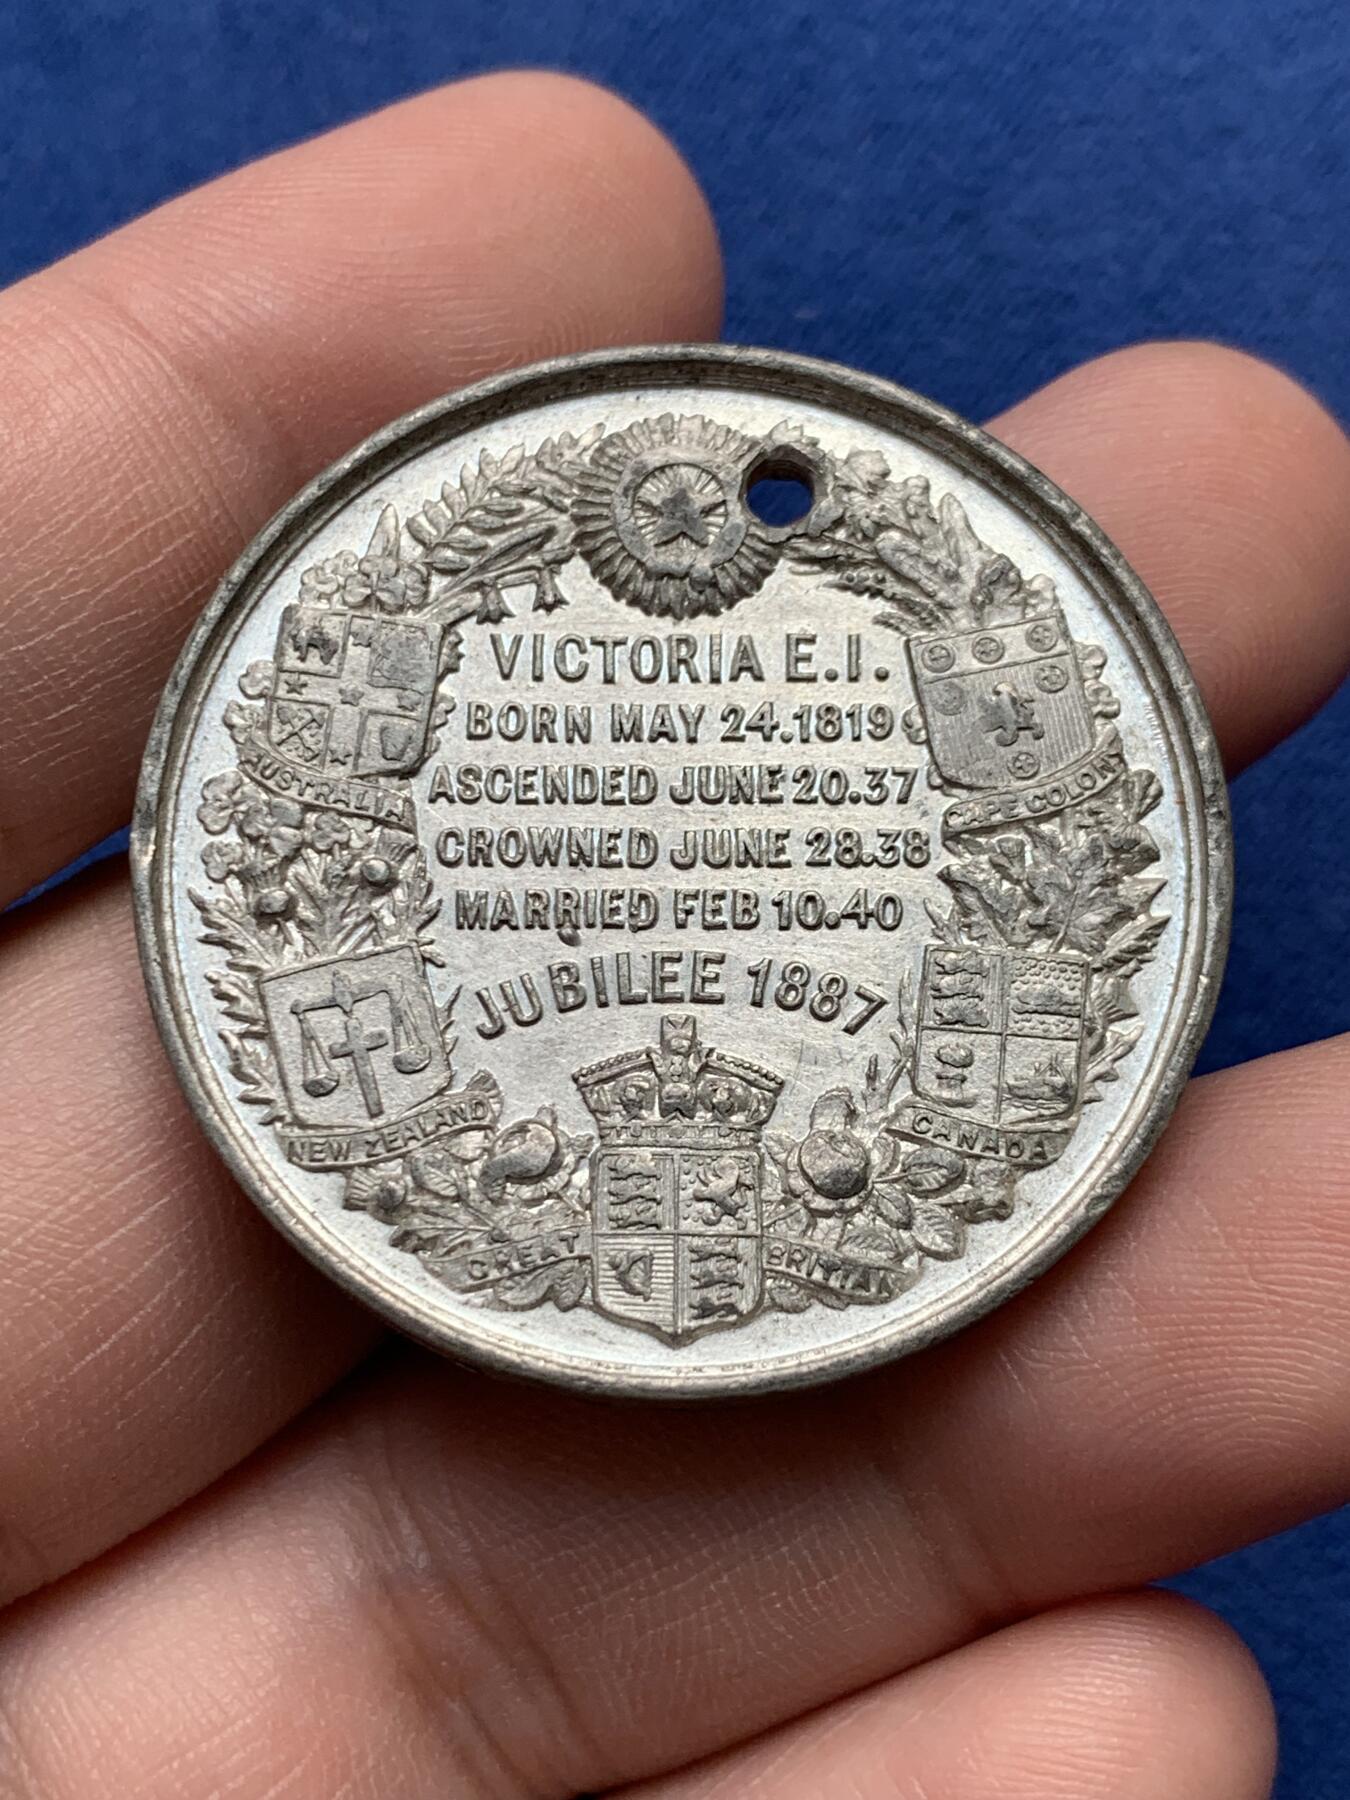 VICTORIA E.I.
BORN MAY 24.1819
ASCENDED JUNE 20.37
CROWNED JUNE 28.38
MARRIED FEB 10.40
JUBILEE 1887
AUSTRALIA
CAPE COLONY
NEW ZEALAND
CANADA
GREAT BRITTAN